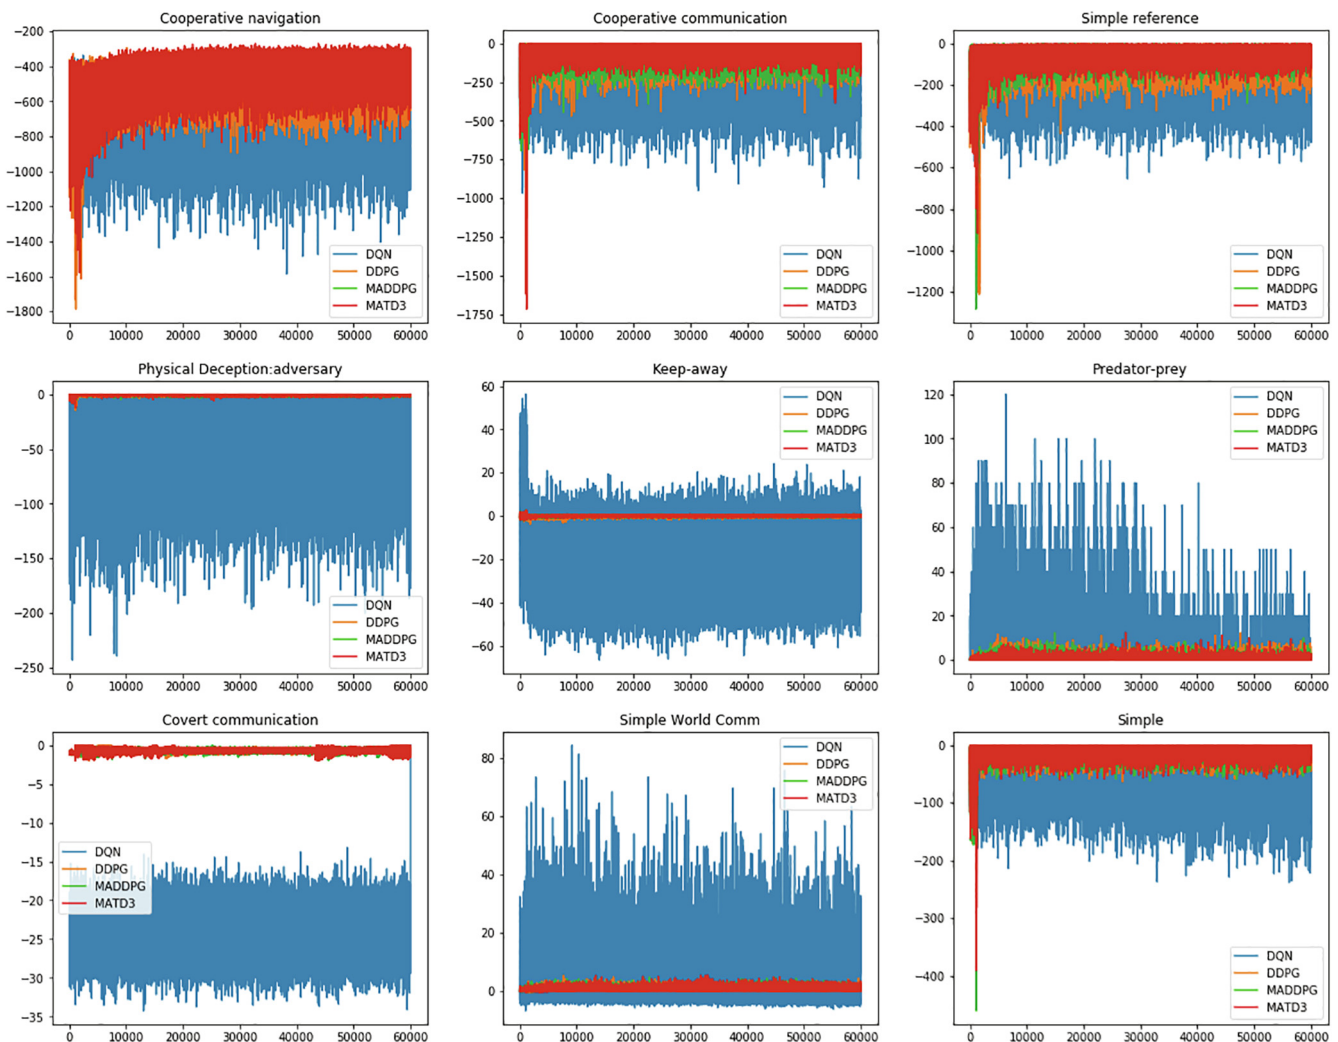 Cooperative navigation
−200
−400
−600
−800
−1000
−1200
−1400
−1600
−1800
DQN
DDPG
MADDPG
MATD3
0 10000 20000 30000 40000 50000 60000
Cooperative communication
0
−250
−500
−750
−1000
−1250
−1500
−1750
DQN
DDPG
MADDPG
MATD3
0 10000 20000 30000 40000 50000 60000
Simple reference
0
−200
−400
−600
−800
−1000
−1200
DQN
DDPG
MADDPG
MATD3
0 10000 20000 30000 40000 50000 60000
Physical Deception:adversary
0
−50
−100
−150
−200
−250
DQN
DDPG
MADDPG
MATD3
0 10000 20000 30000 40000 50000 60000
Keep-away
60
40
20
0
−20
−40
−60
DQN
DDPG
MADDPG
MATD3
0 10000 20000 30000 40000 50000 60000
Predator-prey
120
100
80
60
40
20
0
DQN
DDPG
MADDPG
MATD3
0 10000 20000 30000 40000 50000 60000
Covert communication
0
−5
−10
−15
−20
−25
−30
−35
DQN
DDPG
MADDPG
MATD3
0 10000 20000 30000 40000 50000 60000
Simple World Comm
80
60
40
20
0
DQN
DDPG
MADDPG
MATD3
0 10000 20000 30000 40000 50000 60000
Simple
0
−100
−200
−300
−400
DQN
DDPG
MADDPG
MATD3
0 10000 20000 30000 40000 50000 60000